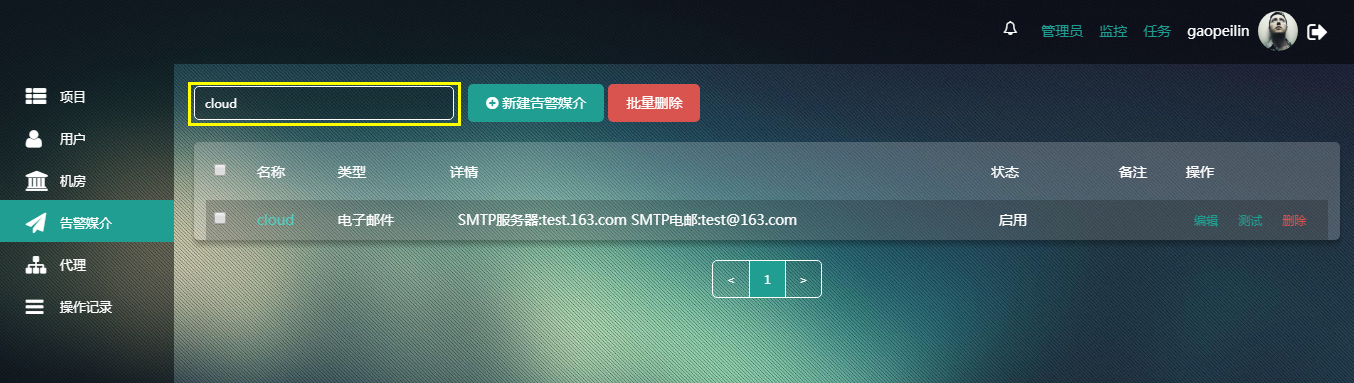 管理员 监控 任务 gaopeilin
项目
用户
机房
告警媒介
代理
操作记录
cloud 新建告警媒介 批量删除
名称 类型 详情 状态 备注 操作
cloud 电子邮件 SMTP服务器:test.163.com SMTP电邮:test@163.com 启用 编辑 测试 删除
< 1 >